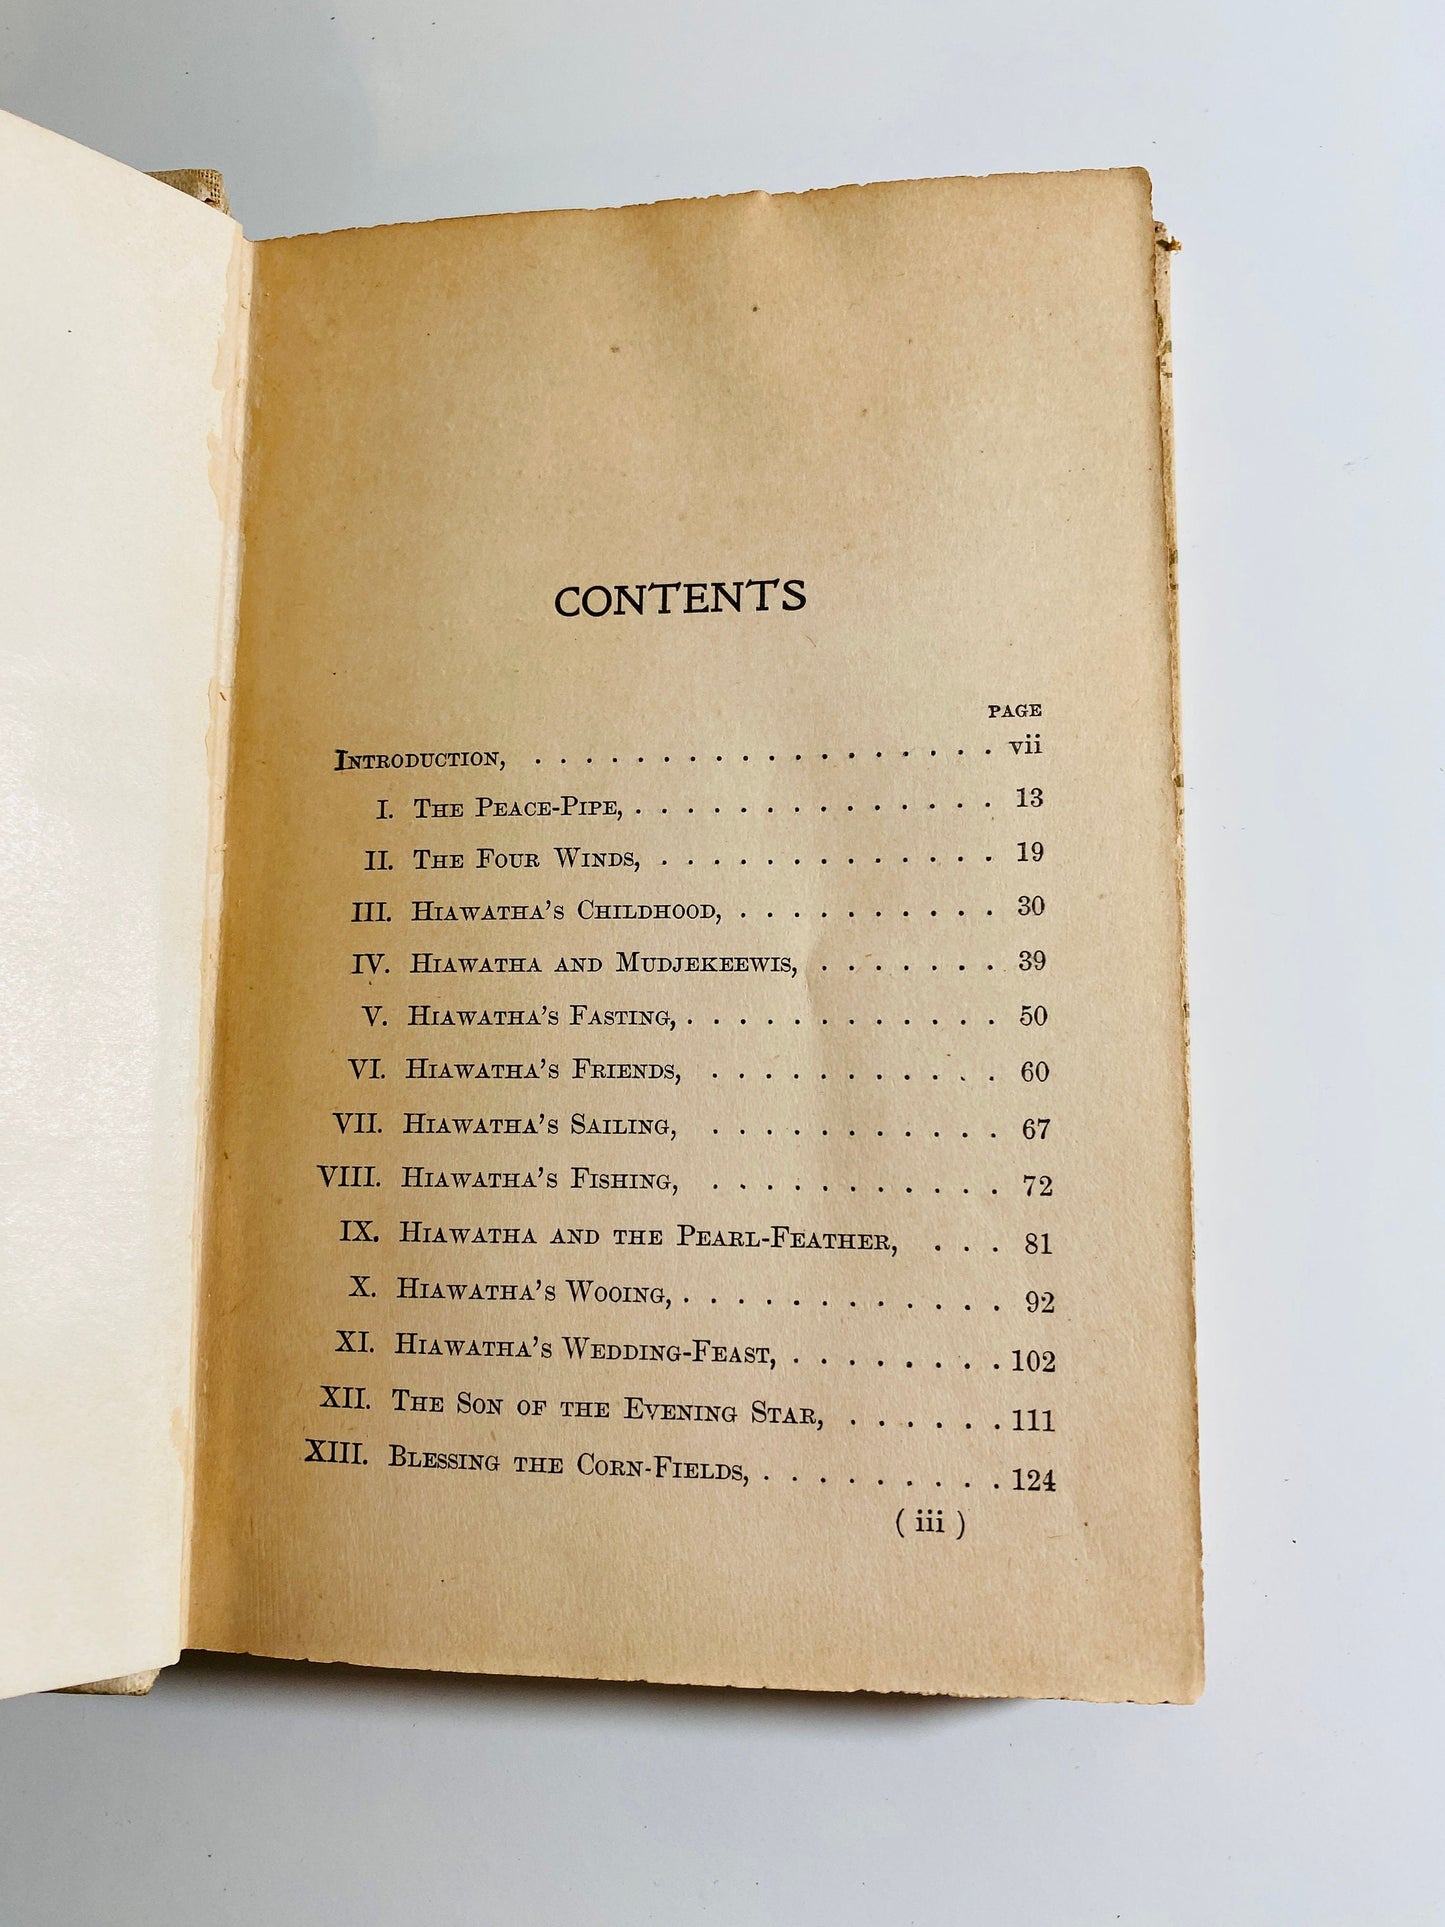 CONTENTS
PAGE
INTRODUCTION, . . . . . . . . . . . . . . . . . . vii
I. THE PEACE-PIPE, . . . . . . . . . . . . . . 13
II. THE FOUR WINDS, . . . . . . . . . . . . . 19
III. HIAWATHA'S CHILDHOOD, . . . . . . . . . . 30
IV. HIAWATHA AND MUDJEKEEWIS, . . . . . . . 39
V. HIAWATHA'S FASTING, . . . . . . . . . . . . 50
VI. HIAWATHA'S FRIENDS, . . . . . . . . . . . 60
VII. HIAWATHA'S SAILING, . . . . . . . . . . . 67
VIII. HIAWATHA'S FISHING, . . . . . . . . . . . 72
IX. HIAWATHA AND THE PEARL-FEATHER, . . . 81
X. HIAWATHA'S WOOING, . . . . . . . . . . . . 92
XI. HIAWATHA'S WEDDING-FEAST, . . . . . . . . 102
XII. THE SON OF THE EVENING STAR, . . . . . . 111
XIII. BLESSING THE CORN-FIELDS, . . . . . . . . . 124
( iii )